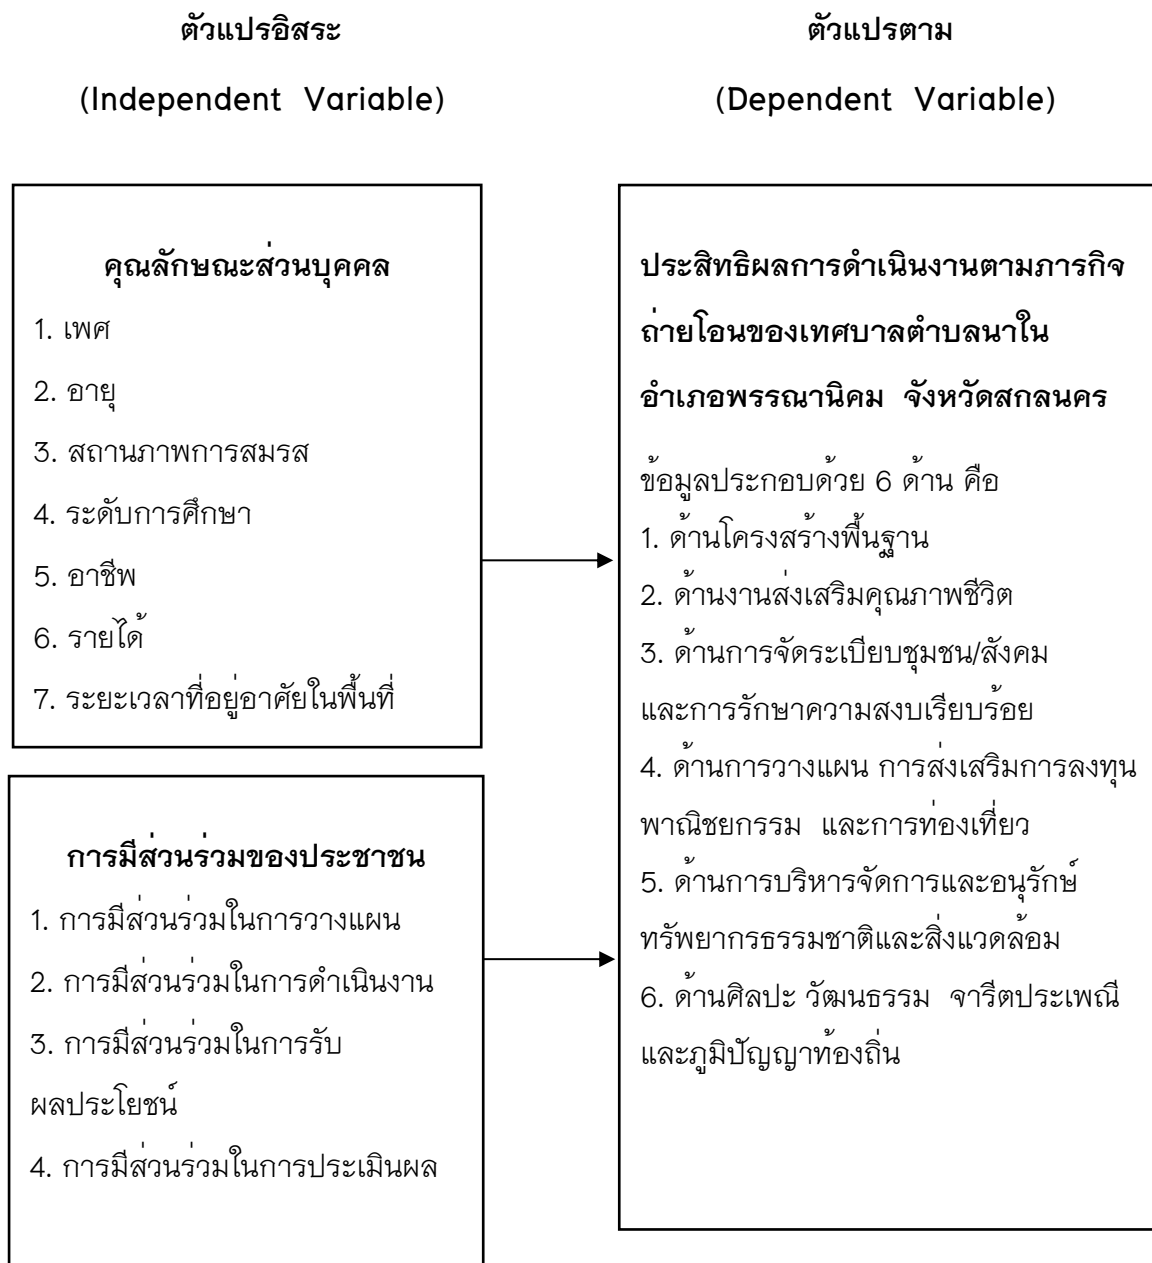 ตัวแปรอิสระ
(Independent Variable)
ตัวแปรตาม
(Dependent Variable)
คุณลักษณะส่วนบุคคล
1. เพศ
2. อายุ
3. สถานภาพการสมรส
4. ระดับการศึกษา
5. อาชีพ
6. รายได้
7. ระยะเวลาที่อยู่อาศัยในพื้นที่
การมีส่วนร่วมของประชาชน
1. การมีส่วนร่วมในการวางแผน
2. การมีส่วนร่วมในการดำเนินงาน
3. การมีส่วนร่วมในการรับ
ผลประโยชน์
4. การมีส่วนร่วมในการประเมินผล
ประสิทธิผลการดำเนินงานตามภารกิจ
ถ่ายโอนของเทศบาลตำบลนาใน
อำเภอพรรณานิคม จังหวัดสกลนคร
ข้อมูลประกอบด้วย 6 ด้าน คือ
1. ด้านโครงสร้างพื้นฐาน
2. ด้านงานส่งเสริมคุณภาพชีวิต
3. ด้านการจัดระเบียบชุมชน/สังคม
และการรักษาความสงบเรียบร้อย
4. ด้านการวางแผน การส่งเสริมการลงทุน
พาณิชยกรรม และการท่องเที่ยว
5. ด้านการบริหารจัดการและอนุรักษ์
ทรัพยากรธรรมชาติและสิ่งแวดล้อม
6. ด้านศิลปะ วัฒนธรรม จารีตประเพณี
และภูมิปัญญาท้องถิ่น